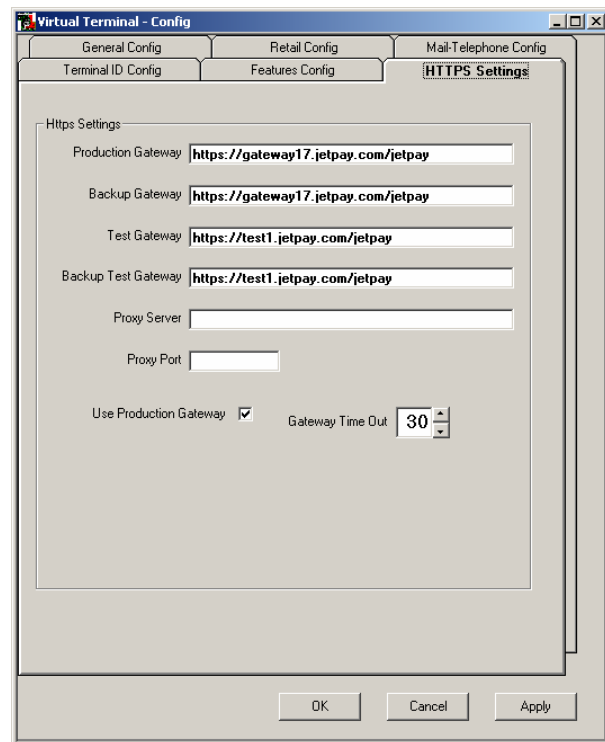 Virtual Terminal - Config
General Config
Retail Config
Mail-Telephone Config
Terminal ID Config
Features Config
HTTPS Settings
Https Settings
Production Gateway https://gateway17.jetpay.com/jetpay
Backup Gateway https://gateway17.jetpay.com/jetpay
Test Gateway https://test1.jetpay.com/jetpay
Backup Test Gateway https://test1.jetpay.com/jetpay
Proxy Server
Proxy Port
Use Production Gateway
Gateway Time Out 30
OK
Cancel
Apply